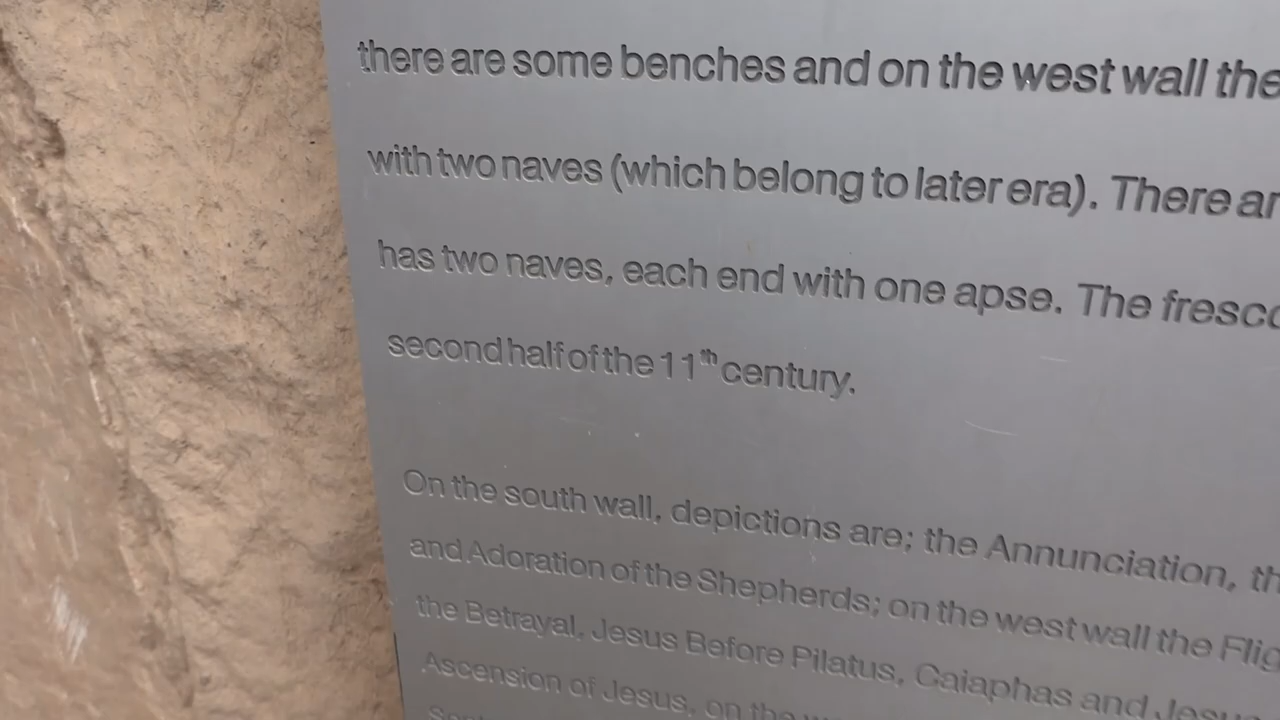 there are some benches and on the west wall the
with two naves (which belong to later era). There ar
has two naves, each end with one apse. The fresco
second half of the 11th century.
On the south wall, depictions are; the Annunciation, th
and Adoration of the Shepherds; on the west wall the Flig
the Betrayal, Jesus Before Pilatus, Caiaphas and Jesus
Ascension of Jesus, on the